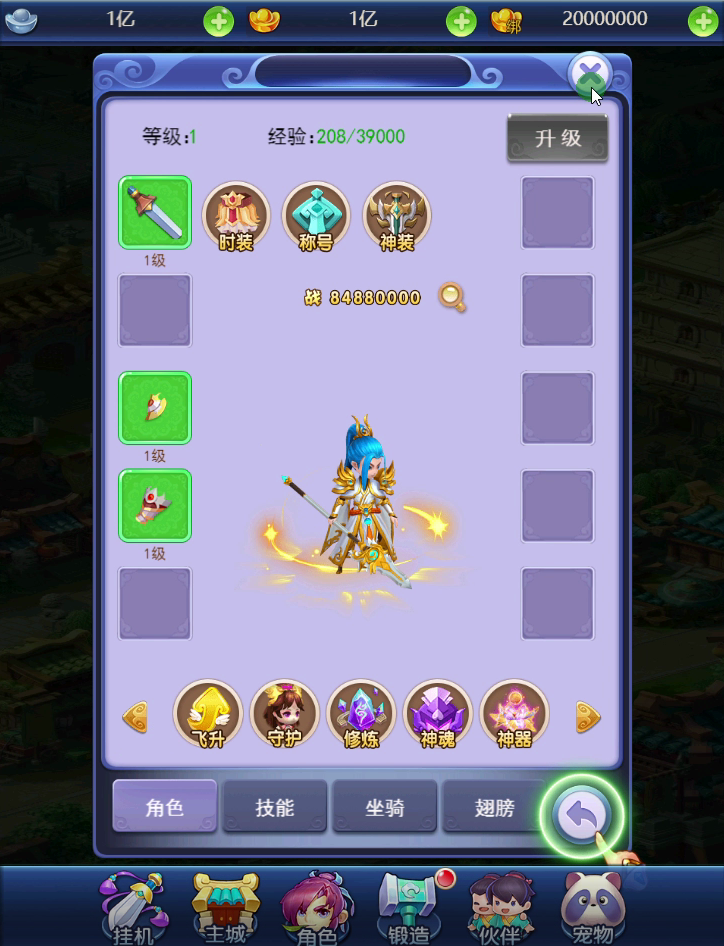 1亿 1亿 绑 20000000
等级:1 经验:208/39000 升级
时装 称号 神装
1级
战 84880000
1级
1级
飞升 守护 修炼 神魂 神器
角色 技能 坐骑 翅膀
挂机 主城 角色 锻造 伙伴 宠物